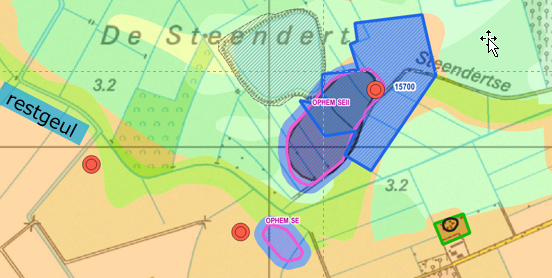 De Steendert
Steendertse
3.2
15700
OPHEM SEII
restgeul
3.2
OPHEM SE